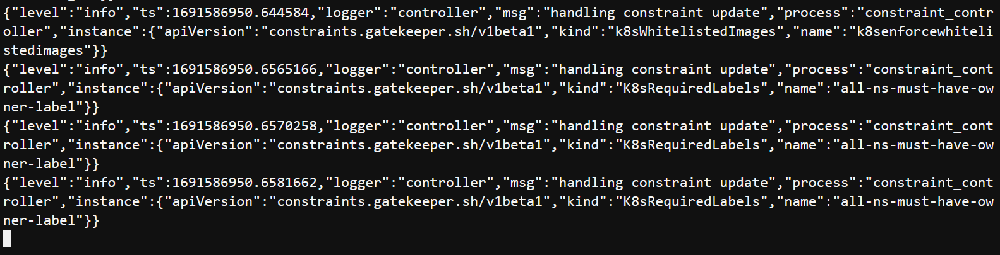 {"level":"info","ts":1691586950.644584,"logger":"controller","msg":"handling constraint update","process":"constraint_contr
oller","instance":{"apiVersion":"constraints.gatekeeper.sh/v1beta1","kind":"k8sWhitelistedImages","name":"k8senforcewhiteli
stedimages"}}
{"level":"info","ts":1691586950.6565166,"logger":"controller","msg":"handling constraint update","process":"constraint_cont
roller","instance":{"apiVersion":"constraints.gatekeeper.sh/v1beta1","kind":"K8sRequiredLabels","name":"all-ns-must-have-ow
ner-label"}}
{"level":"info","ts":1691586950.6570258,"logger":"controller","msg":"handling constraint update","process":"constraint_cont
roller","instance":{"apiVersion":"constraints.gatekeeper.sh/v1beta1","kind":"K8sRequiredLabels","name":"all-ns-must-have-ow
ner-label"}}
{"level":"info","ts":1691586950.6581662,"logger":"controller","msg":"handling constraint update","process":"constraint_cont
roller","instance":{"apiVersion":"constraints.gatekeeper.sh/v1beta1","kind":"K8sRequiredLabels","name":"all-ns-must-have-ow
ner-label"}}